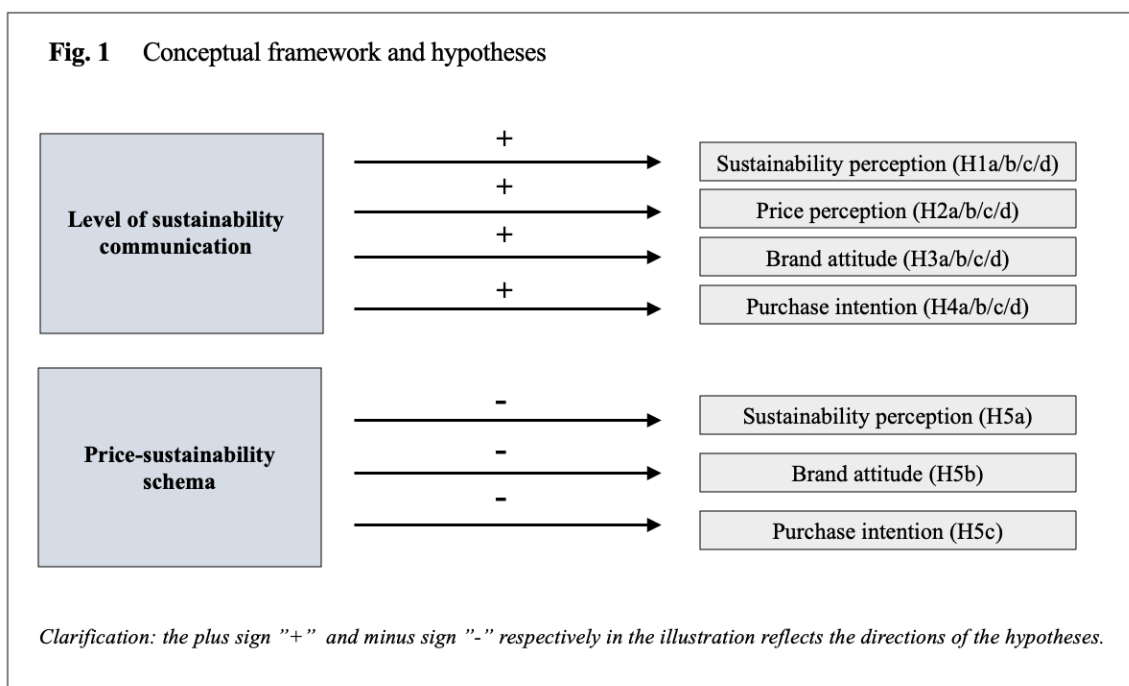 Fig. 1 Conceptual framework and hypotheses
Level of sustainability
communication
+
Sustainability perception (H1a/b/c/d)
+
Price perception (H2a/b/c/d)
+
Brand attitude (H3a/b/c/d)
+
Purchase intention (H4a/b/c/d)
Price-sustainability
schema
-
Sustainability perception (H5a)
-
Brand attitude (H5b)
-
Purchase intention (H5c)
Clarification: the plus sign ”+” and minus sign ”-” respectively in the illustration reflects the directions of the hypotheses.